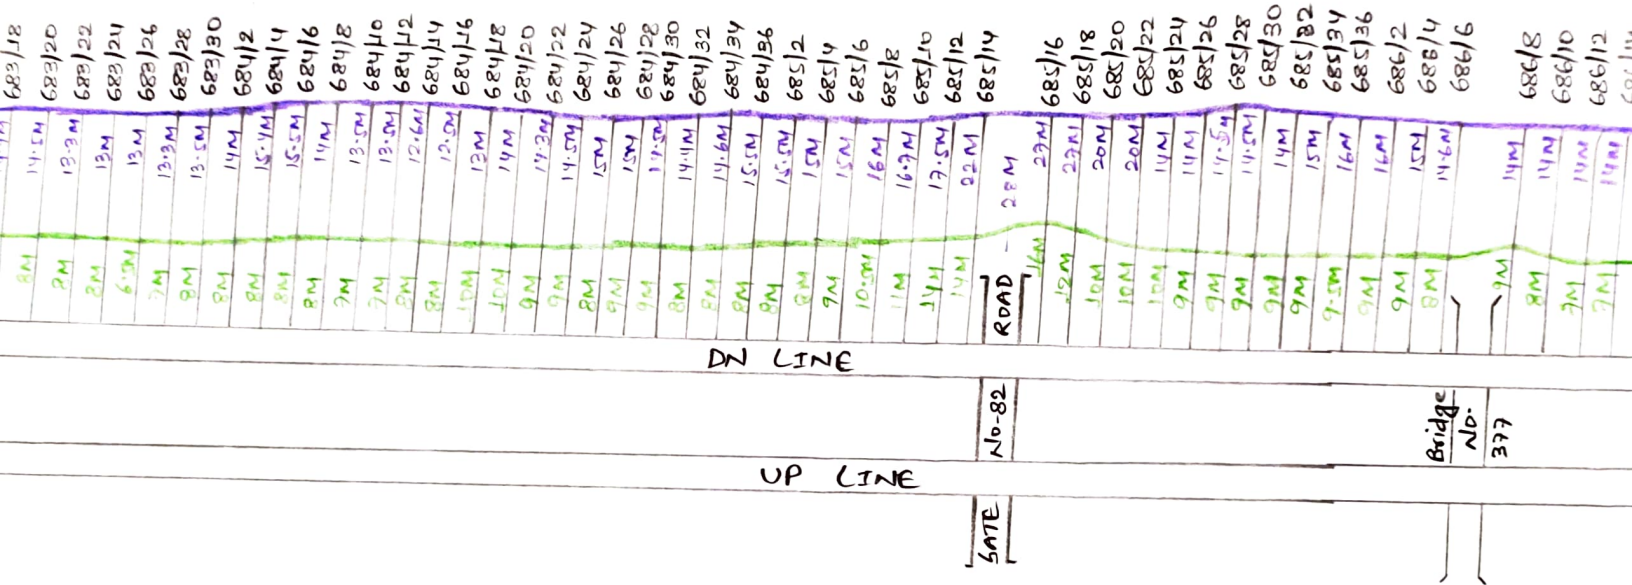 683/18 683/20 683/22 683/24 683/26 683/28 683/30 684/2 684/4 684/6 684/8 684/10 684/12 684/14 684/16 684/18 684/20 684/22 684/24 684/26 684/28 684/30 684/32 684/34 684/36 685/2 685/4 685/6 685/8 685/10 685/12 685/14 685/16 685/18 685/20 685/22 685/24 685/26 685/28 685/30 685/32 685/34 685/36 686/2 686/4 686/6 686/8 686/10 686/12
14.5M 13.3M 13M 13M 13.3M 13.5M 14M 15.4M 15.5M 14M 13.5M 13.5M 12.6M 12.5M 13M 14M 14.3M 14.5M 15M 15M 14.4M 14.6M 15.5M 15.5M 15M 15M 16M 16.7M 17.5M 22M 28M 27M 27M 20M 20M 14M 14M 14.5M 14.5M 14M 15M 16M 16M 15M 14.6M 14M 14M 14M 14M
8M 7M 8M 6.5M 7M 8M 8M 8M 8M 8M 7M 7M 8M 8M 10M 10M 9M 9M 8M 9M 9M 8M 8M 8M 8M 8M 9M 10.5M 11M 14M 14M 16M 12M 10M 10M 10M 9M 9M 9M 9M 9M 9.5M 9M 9M 8M 9M 8M 7M 7M
ROAD
DN LINE
No-82
Bridge
NO.
377
UP LINE
GATE